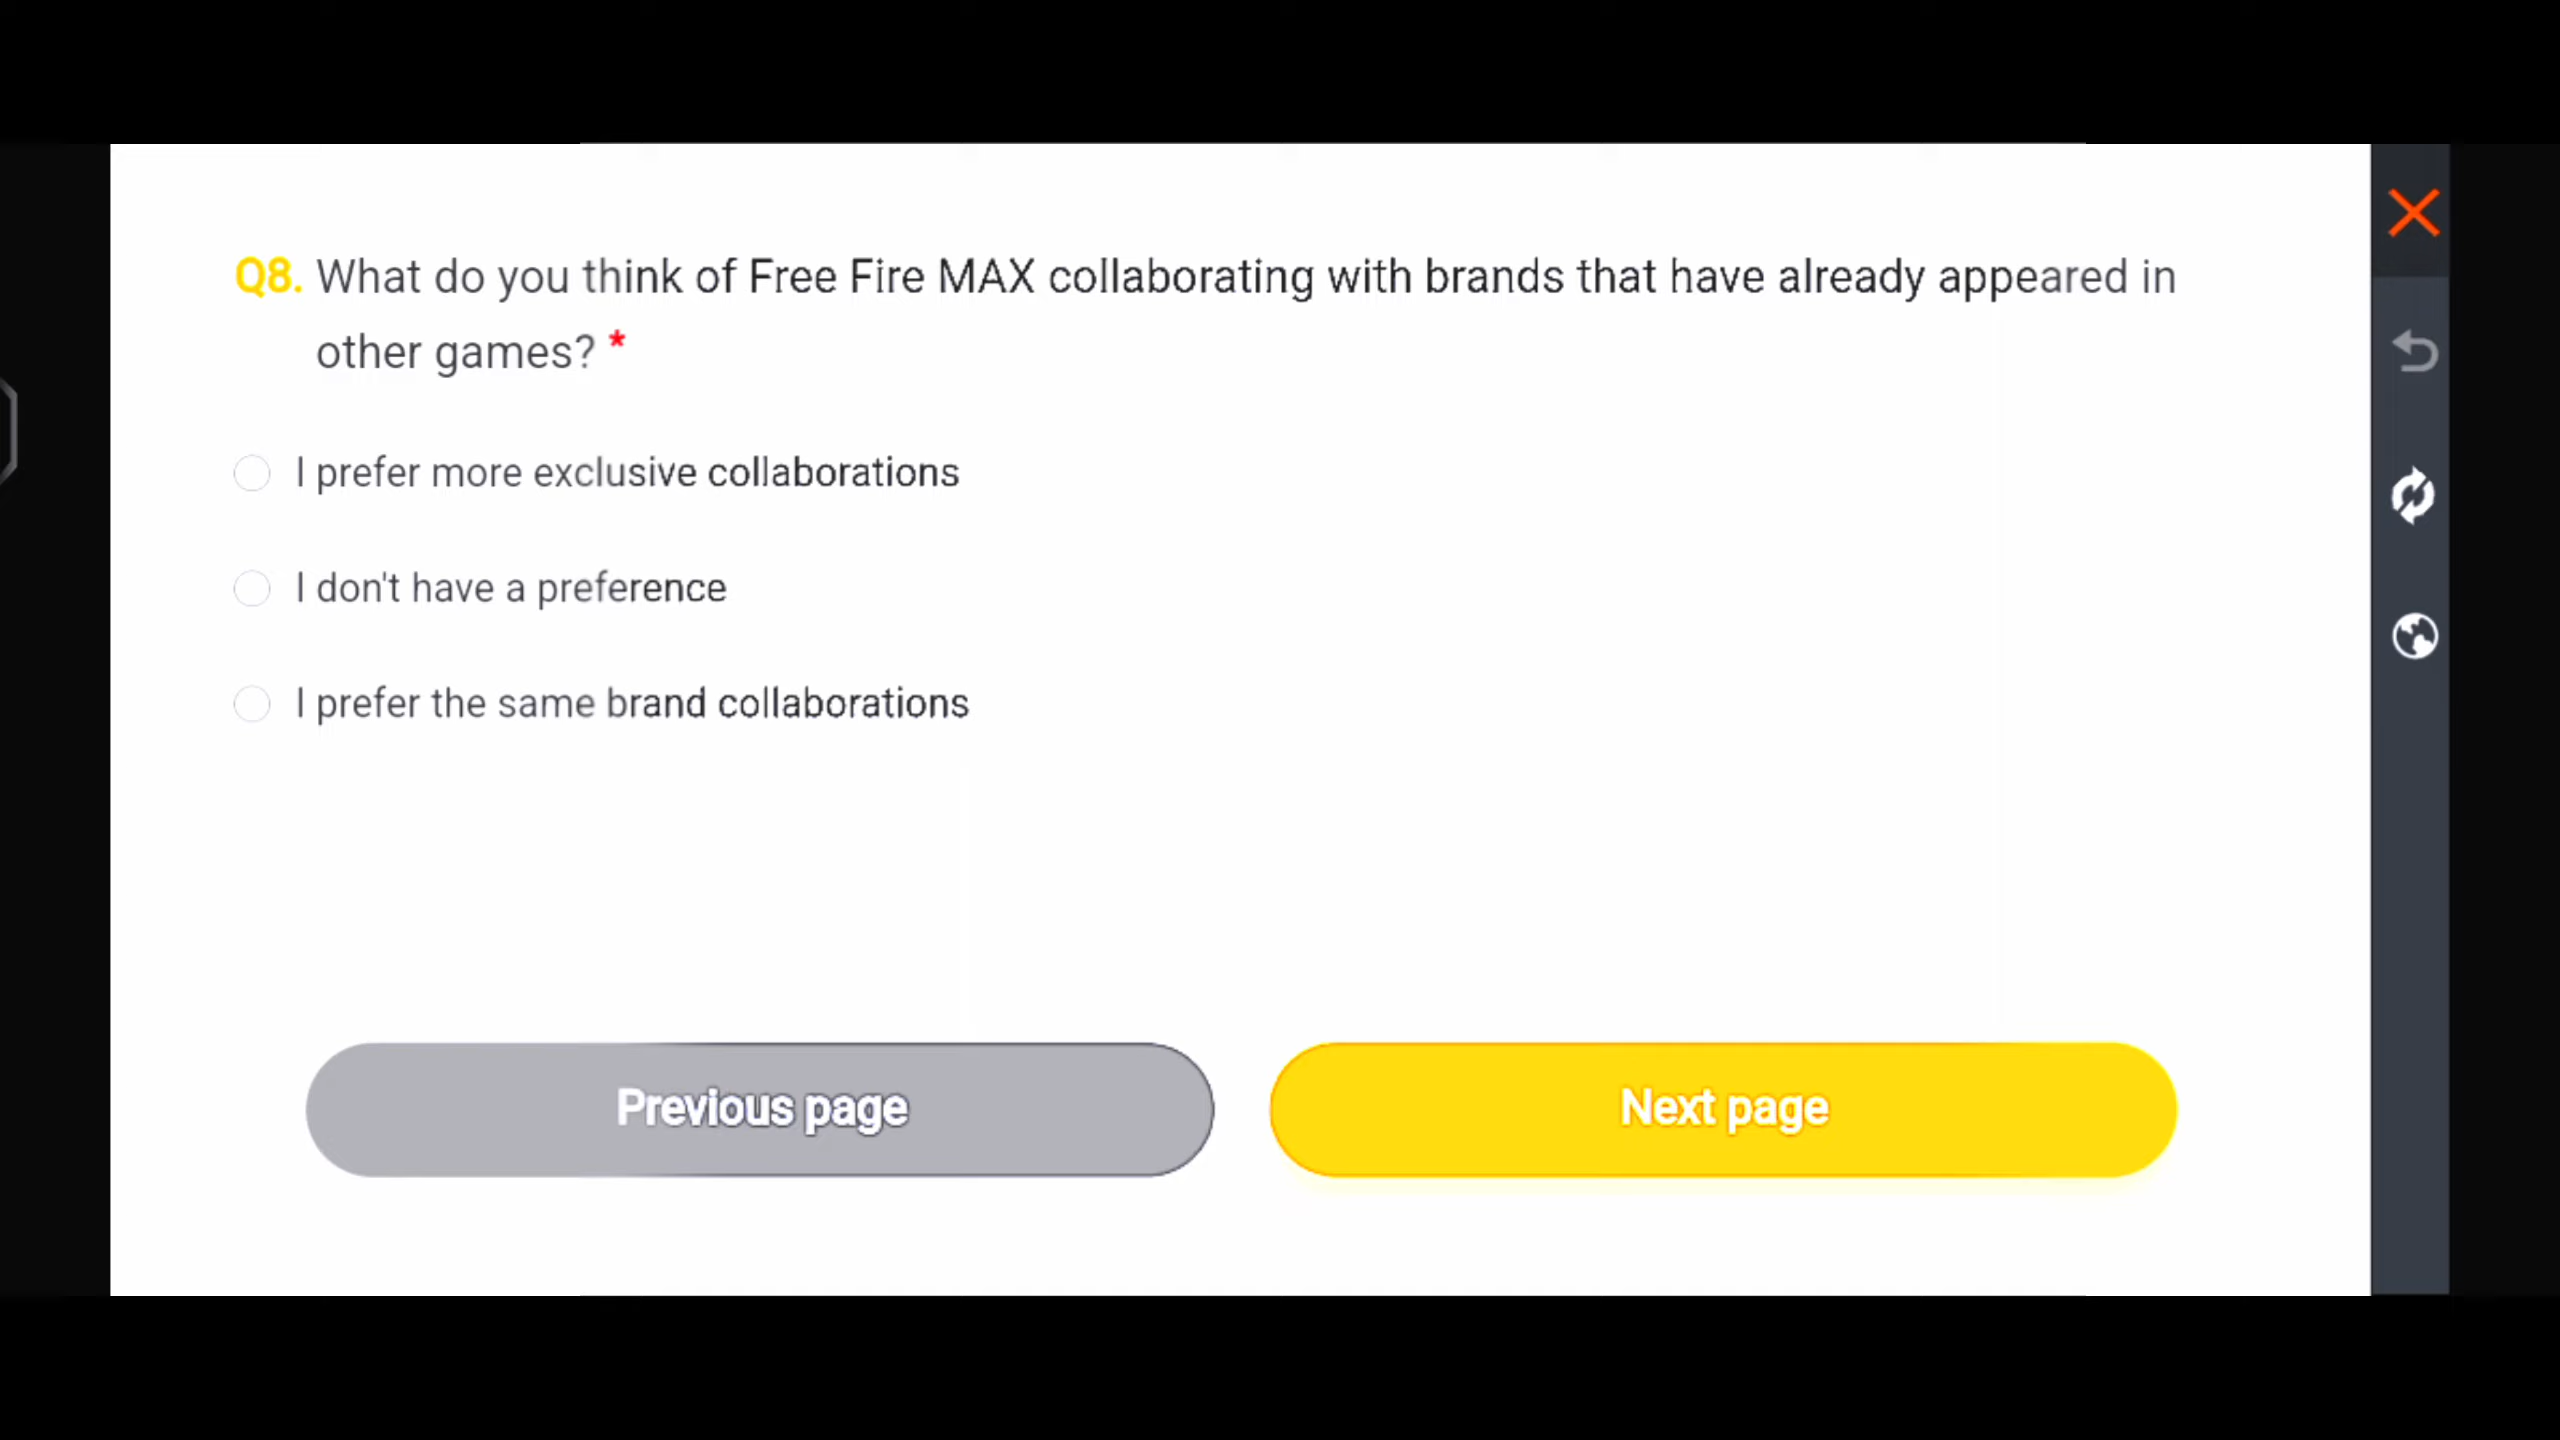 Q8. What do you think of Free Fire MAX collaborating with brands that have already appeared in
other games? *
I prefer more exclusive collaborations
I don't have a preference
I prefer the same brand collaborations
Previous page
Next page